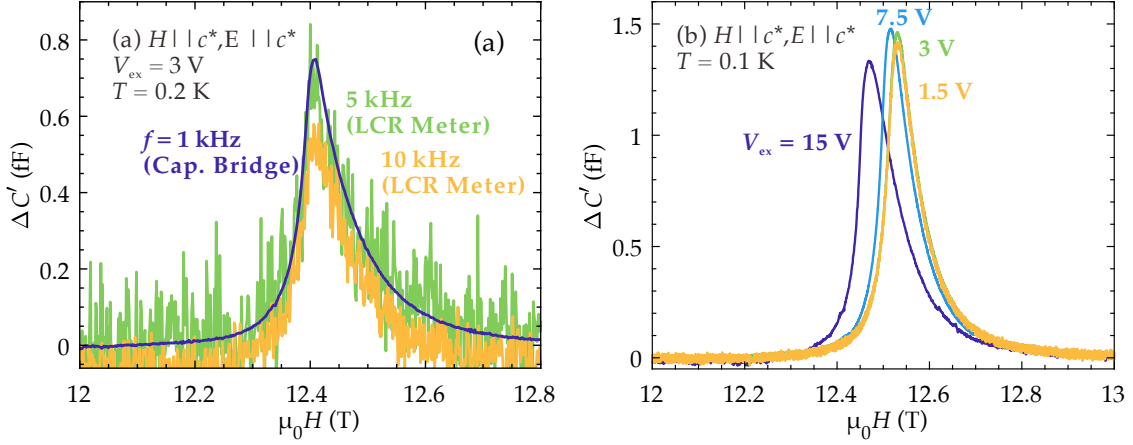 (a) H||c*,E ||c*
V_ex = 3 V
T = 0.2 K
(a)
5 kHz
(LCR Meter)
f = 1 kHz
(Cap. Bridge)
10 kHz
(LCR Meter)
ΔC′ (fF)
0.8
0.6
0.4
0.2
0
12
12.2
12.4
12.6
12.8
μ₀H (T)
(b) H||c*,E||c*
T = 0.1 K
7.5 V
3 V
1.5 V
V_ex = 15 V
ΔC′ (fF)
1.5
1
0.5
0
12
12.2
12.4
12.6
12.8
13
μ₀H (T)